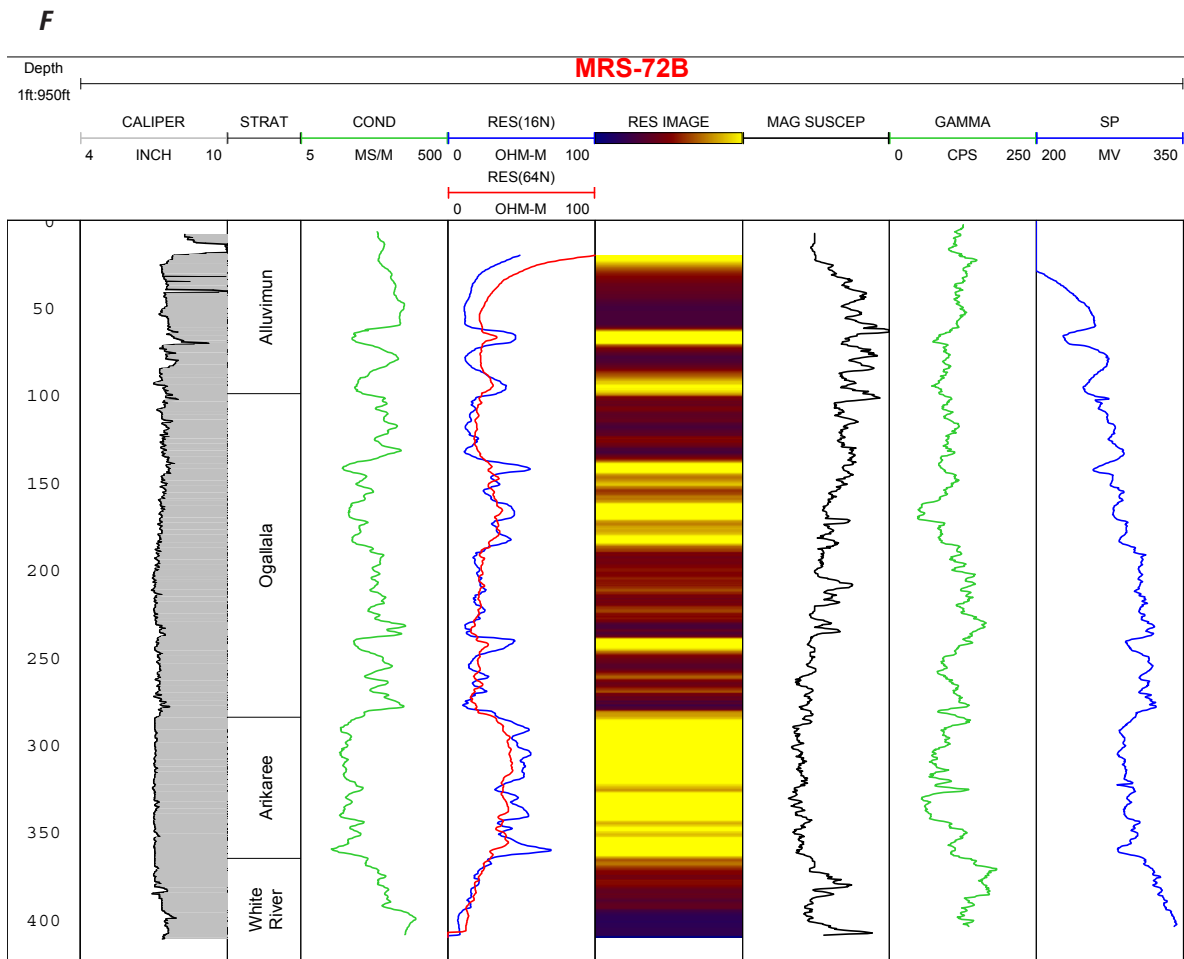 F
Depth
1ft:950ft
MRS-72B
CALIPER STRAT COND RES(16N) RES IMAGE MAG SUSCEP GAMMA SP
4 INCH 10 5 MS/M 500 0 OHM-M 100 0 CPS 250 200 MV 350
RES(64N)
0 OHM-M 100
0
50
100
150
200
250
300
350
400
Alluvimun
Ogallala
Arikaree
White
River